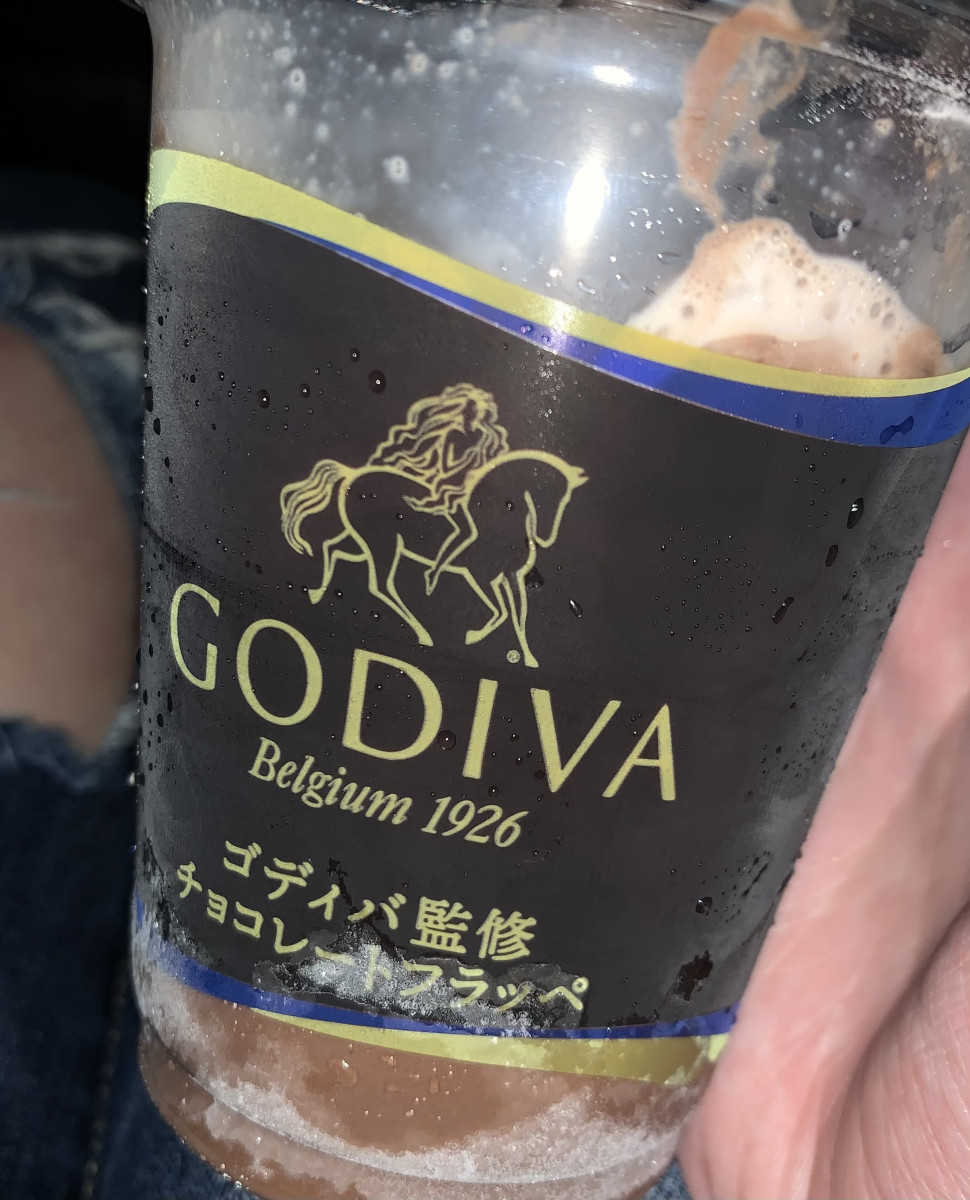 GODIVA
Belgium 1926
ゴディバ監修
チョコレートフラッペ